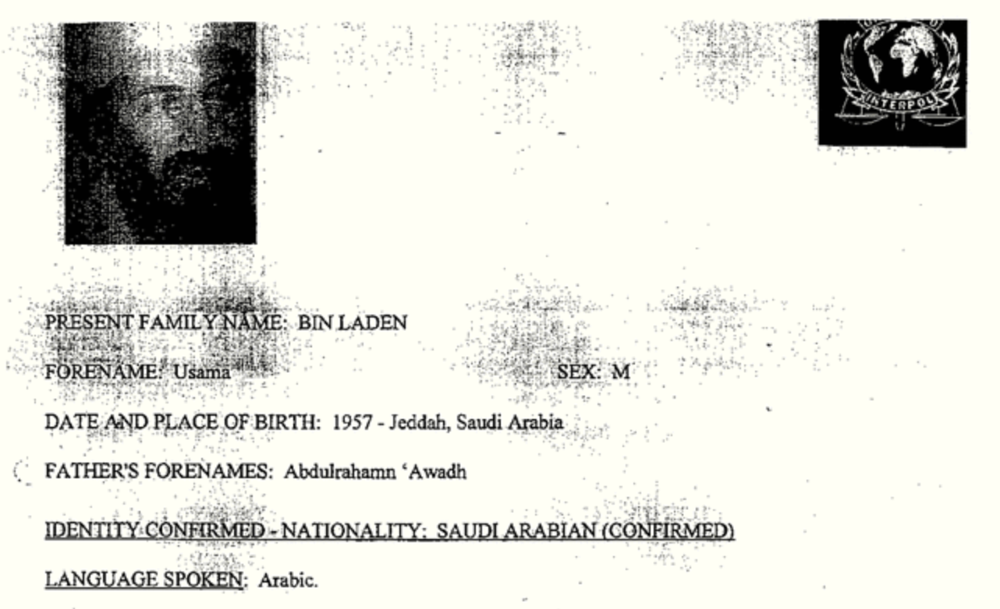 INTERPOL
PRESENT FAMILY NAME: BIN LADEN
FORENAME: Usama SEX: M
DATE AND PLACE OF BIRTH: 1957 - Jeddah, Saudi Arabia
FATHER'S FORENAMES: Abdulrahamn ‘Awadh
IDENTITY CONFIRMED - NATIONALITY: SAUDI ARABIAN (CONFIRMED)
LANGUAGE SPOKEN: Arabic.